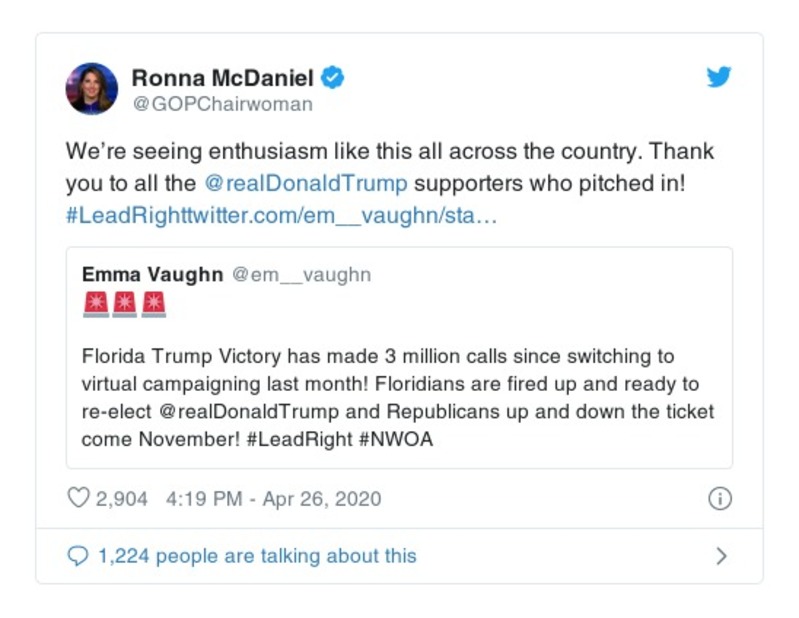 Ronna McDaniel
@GOPChairwoman
We’re seeing enthusiasm like this all across the country. Thank
you to all the @realDonaldTrump supporters who pitched in!
#LeadRighttwitter.com/em__vaughn/sta…
Emma Vaughn @em__vaughn
🚨🚨🚨
Florida Trump Victory has made 3 million calls since switching to
virtual campaigning last month! Floridians are fired up and ready to
re-elect @realDonaldTrump and Republicans up and down the ticket
come November! #LeadRight #NWOA
2,904 4:19 PM - Apr 26, 2020
1,224 people are talking about this